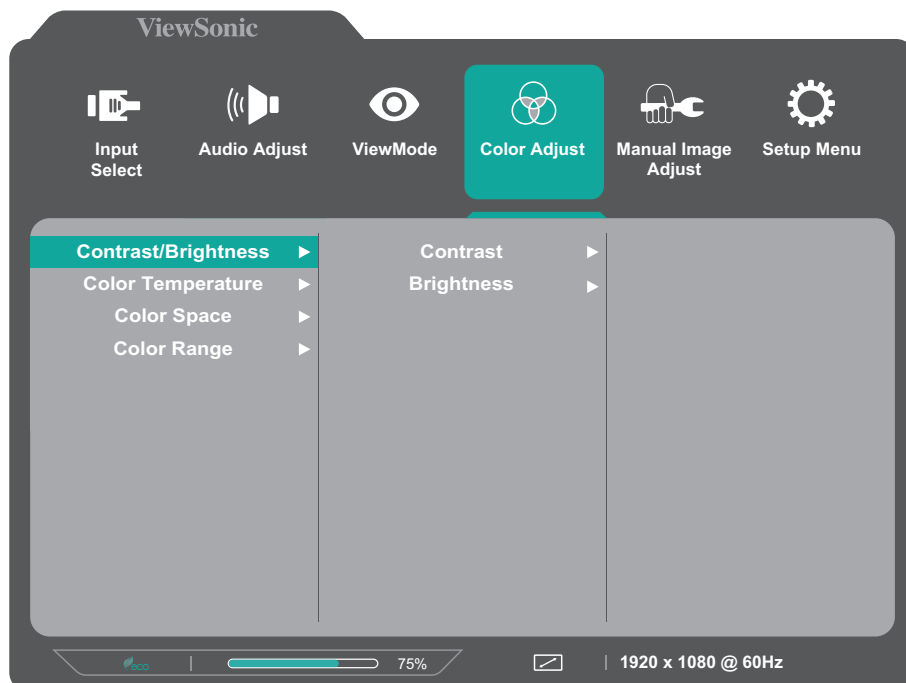 ViewSonic
Input
Select
Audio Adjust
ViewMode
Color Adjust
Manual Image
Adjust
Setup Menu
Contrast/Brightness
Color Temperature
Color Space
Color Range
Contrast
Brightness
eco
75%
1920 x 1080 @ 60Hz